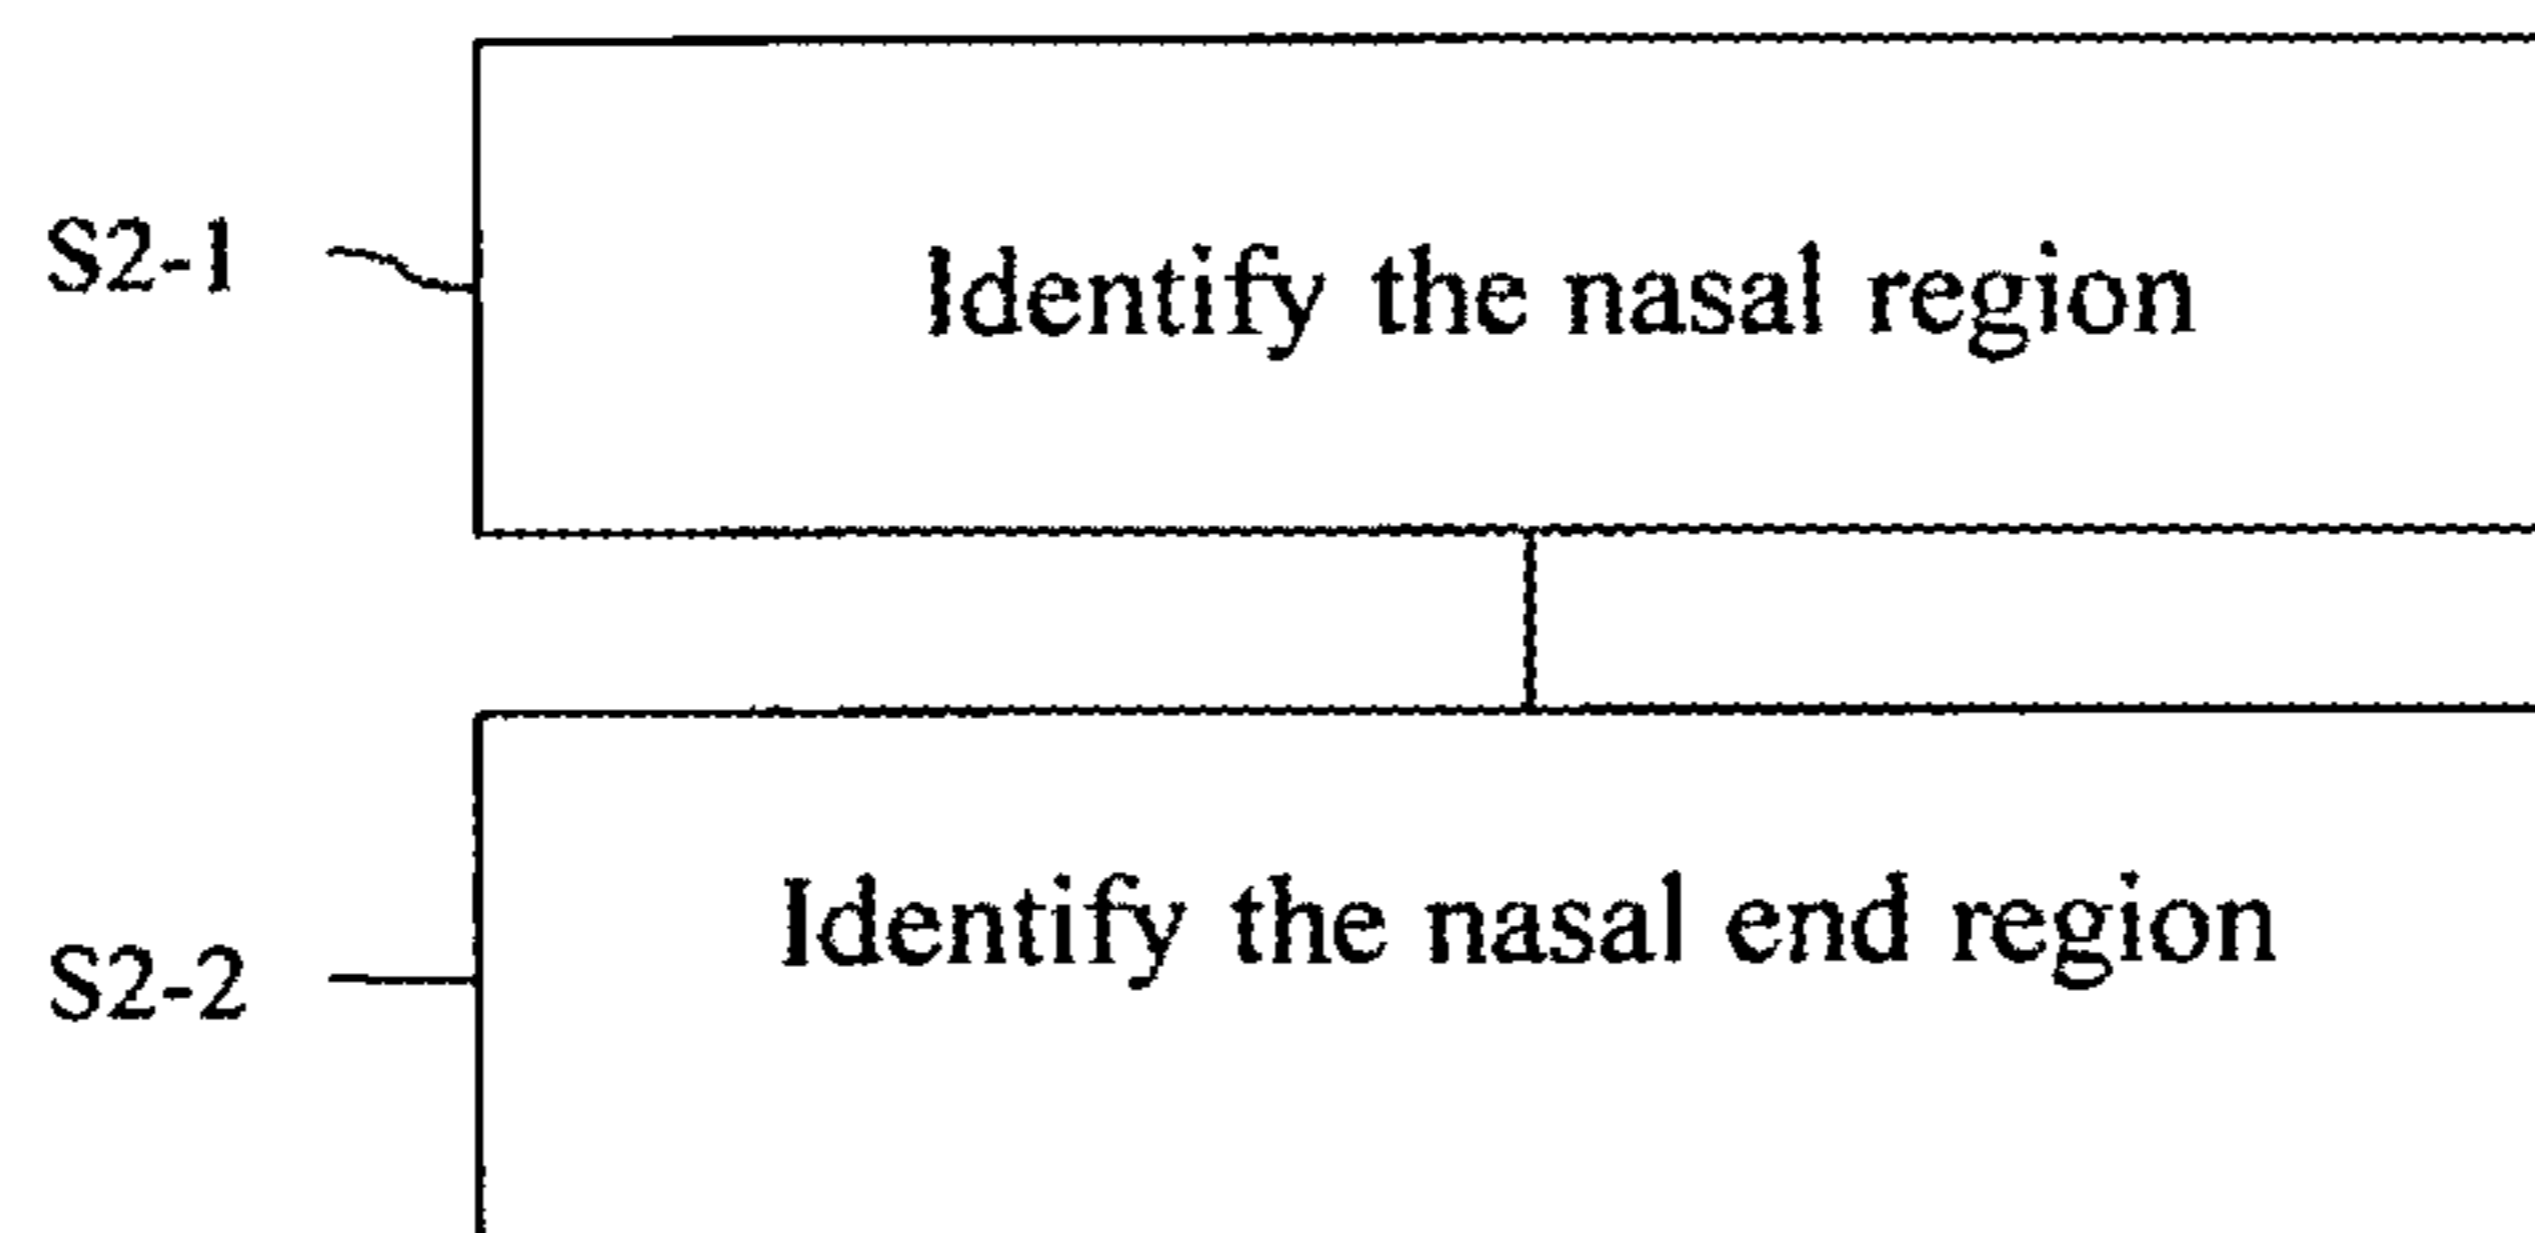 S2-1
Identify the nasal region
S2-2
Identify the nasal end region